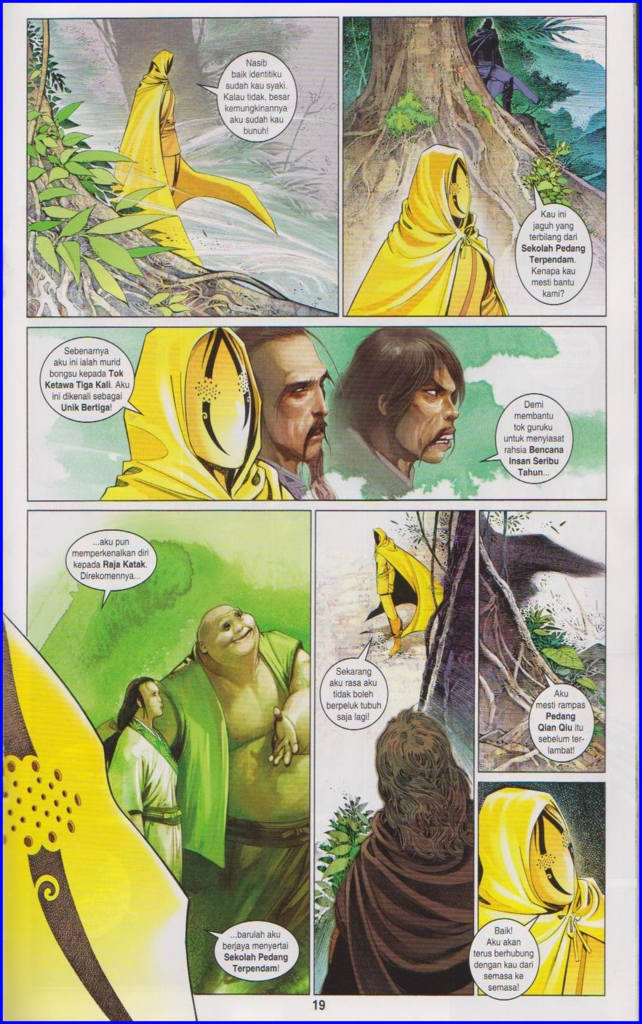 Nasib
baik identitiku
sudah kau syaki.
Kalau tidak, besar
kemungkinannya
aku sudah kau
bunuh!
Kau ini
jaguh yang
terbilang dari
Sekolah Pedang
Terpendam.
Kenapa kau
mesti bantu
kami?
Sebenarnya
aku ini ialah murid
bongsu kepada Tok
Ketawa Tiga Kali. Aku
ini dikenali sebagai
Unik Bertiga!
Demi
membantu
tok guruku
untuk menyiasat
rahsia Bencana
Insan Seribu
Tahun...
...aku pun
memperkenalkan diri
kepada Raja Katak.
Direkomennya...
...barulah aku
berjaya menyertai
Sekolah Pedang
Terpendam!
Sekarang
aku rasa aku
tidak boleh
berpeluk tubuh
saja lagi!
Aku
mesti rampas
Pedang
Qian Qiu itu
sebelum ter-
lambat!
Baik!
Aku akan
terus berhubung
dengan kau dari
semasa ke
semasa!
19